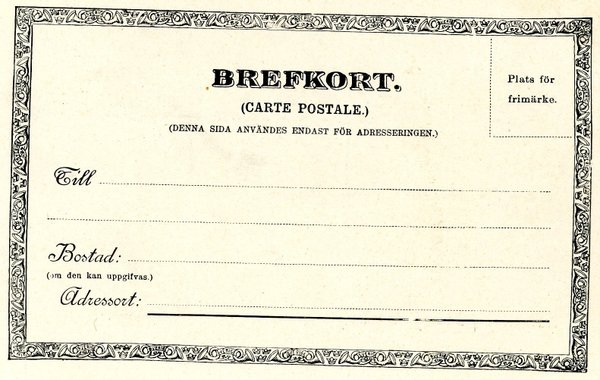 BREFKORT.
(CARTE POSTALE.)
(DENNA SIDA ANVÄNDES ENDAST FÖR ADRESSERINGEN.)
Plats för
frimärke.
Till
Bostad:
(om den kan uppgifvas.)
Adressort: